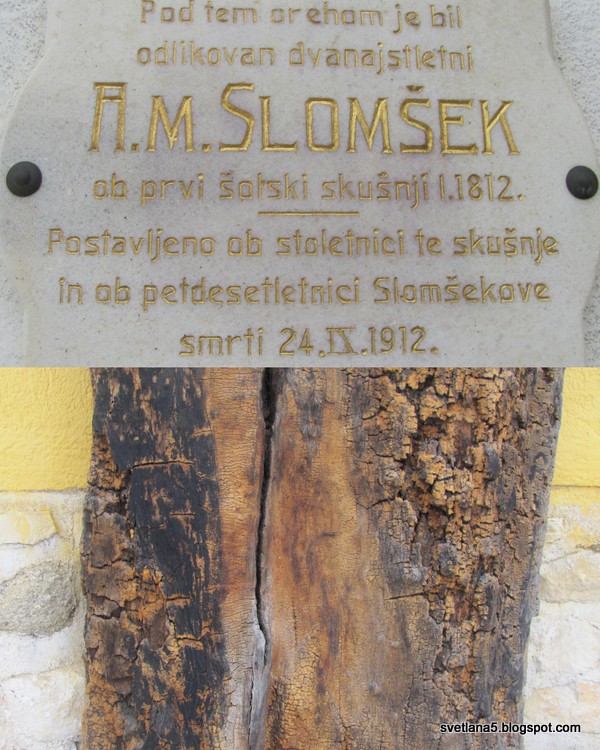 Pod tem orehom je bil
odlikovan dvanajstletni
A.M. SLOMŠEK
ob prvi šolski skušnji l.1812.
Postavljeno ob stoletnici te skušnje
in ob petdesetletnici Slomšekove
smrti 24.IX.1912.
svetlana5.blogspot.com